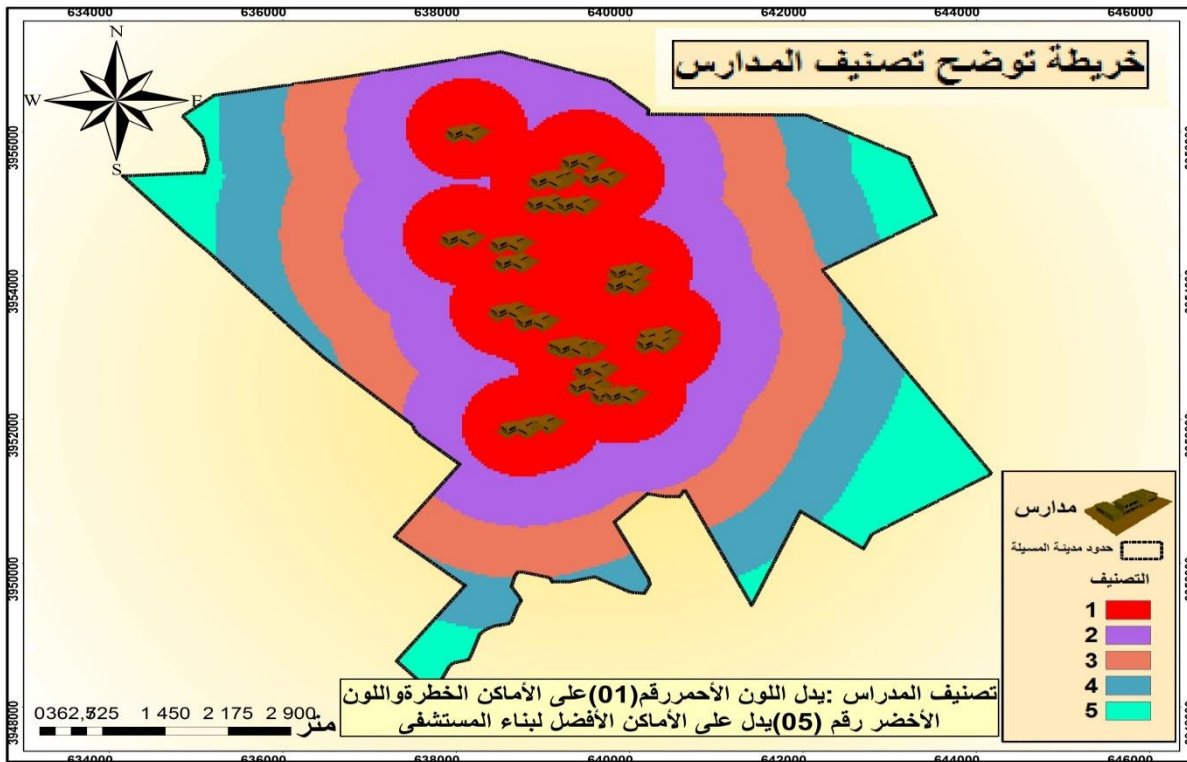 634000 636000 638000 640000 642000 644000 646000
خريطة توضح تصنيف المدارس
N
W E
S
3956000
3954000
3952000
3950000
3948000
مدارس
حدود مدينة المسيلة
التصنيف
1
2
3
4
5
تصنيف المدراس :يدل اللون الأحمررقم(01)على الأماكن الخطرةواللون
الأخضر رقم (05)يدل على الأماكن الأفضل لبناء المستشفى
0362,5725 1 450 2 175 2 900 متر
634000 636000 638000 640000 642000 644000 646000